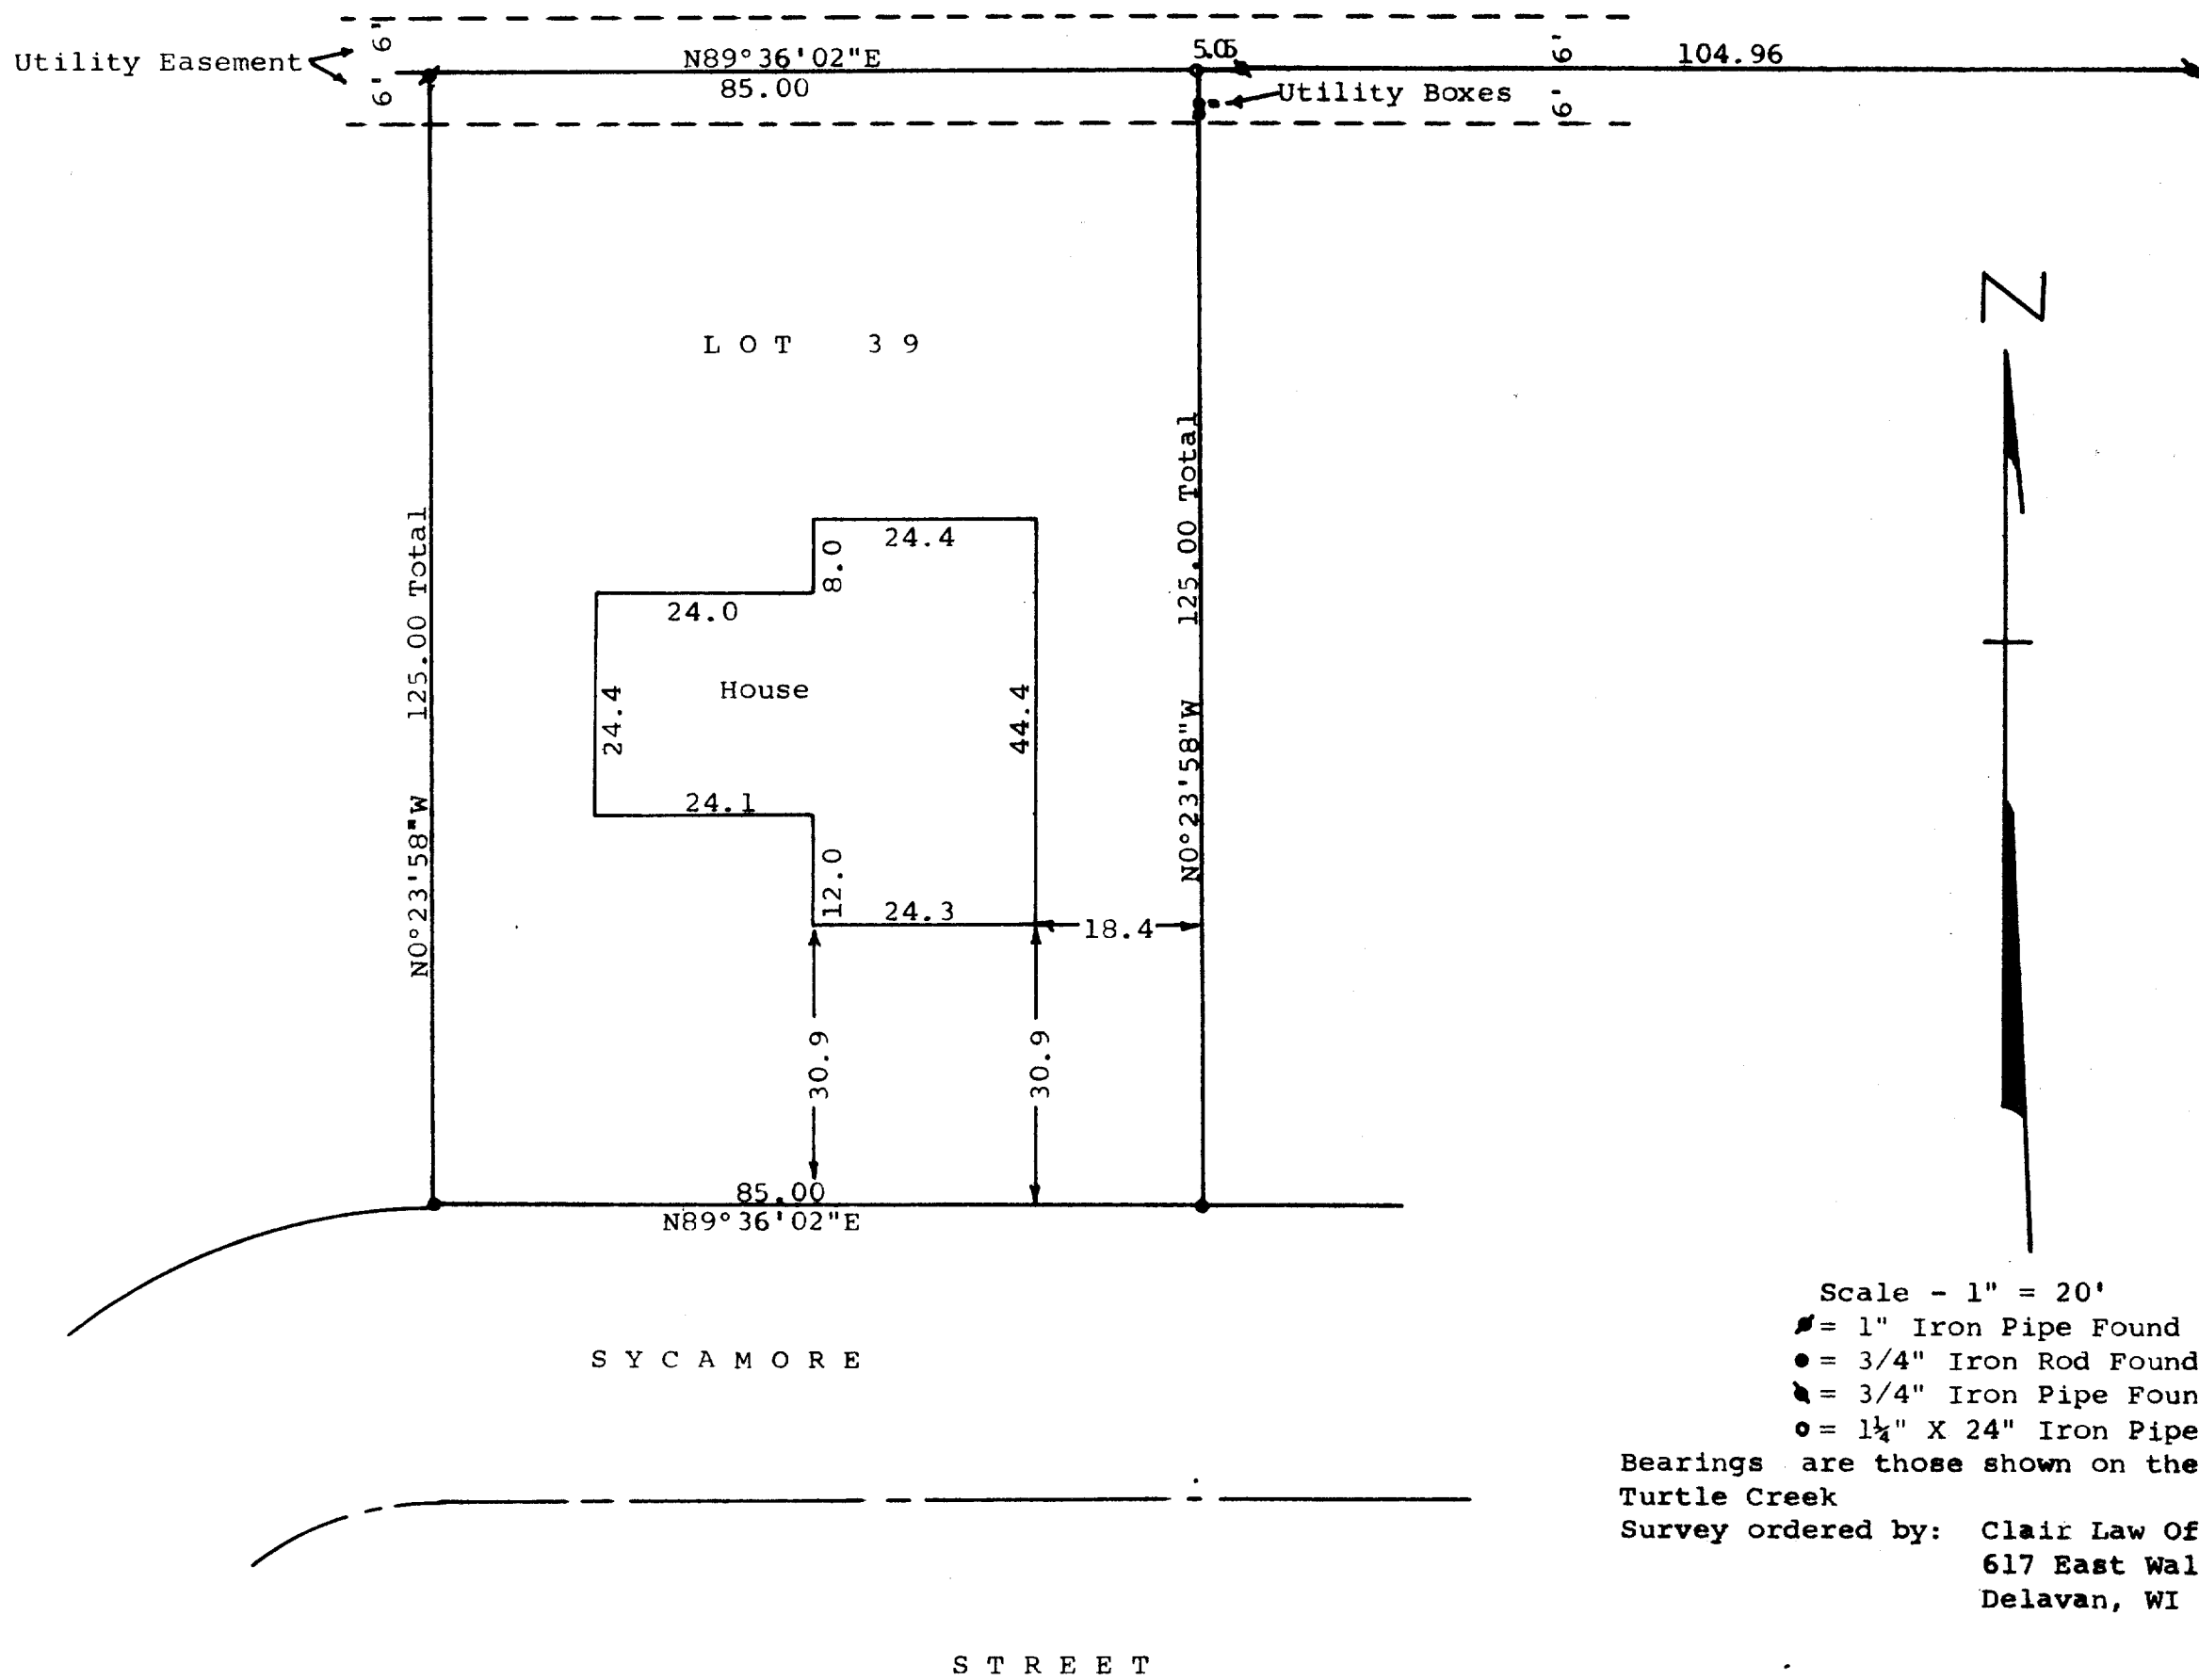 Utility Easement
6'
6'
N89°36'02"E
85.00
5.05
6'
6'
104.96
Utility Boxes
LOT 39
N0°23'58"W 125.00 Total
N0°23'58"W 125.00 Total
24.4
8.0
24.0
House
24.4
44.4
24.1
12.0
24.3
18.4
30.9
30.9
85.00
N89°36'02"E
N
SYCAMORE
STREET
Scale - 1" = 20'
= 1" Iron Pipe Found
= 3/4" Iron Rod Found
= 3/4" Iron Pipe Foun
= 1¼" X 24" Iron Pipe
Bearings are those shown on the
Turtle Creek
Survey ordered by: Clair Law Of
617 East Wal
Delavan, WI